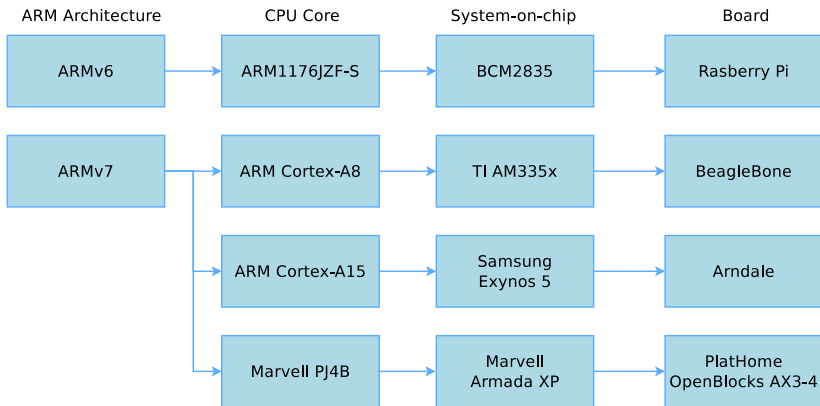 ARM Architecture
CPU Core
System-on-chip
Board
ARMv6
ARM1176JZF-S
BCM2835
Rasberry Pi
ARMv7
ARM Cortex-A8
TI AM335x
BeagleBone
ARM Cortex-A15
Samsung
Exynos 5
Arndale
Marvell PJ4B
Marvell
Armada XP
PlatHome
OpenBlocks AX3-4